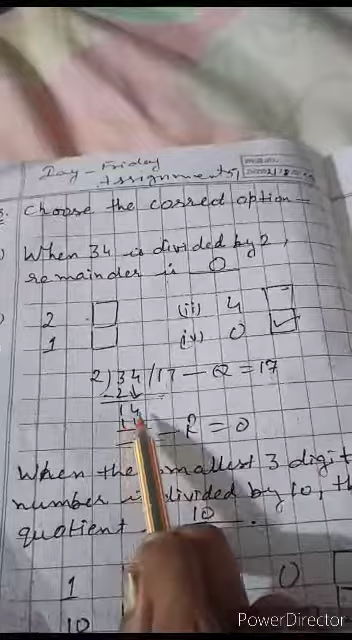 Day - Friday
Assignments
Choose the correct option -
When 34 is divided by 2,
remainder is 0
2 (ii) 4
1 (iv) 0
2) 34 / 17 - Q = 17
- 2 ↓
14
R = 0
When the smallest 3 digit
number is divided by 10,
quotient 10.
1 0
10
PowerDirector